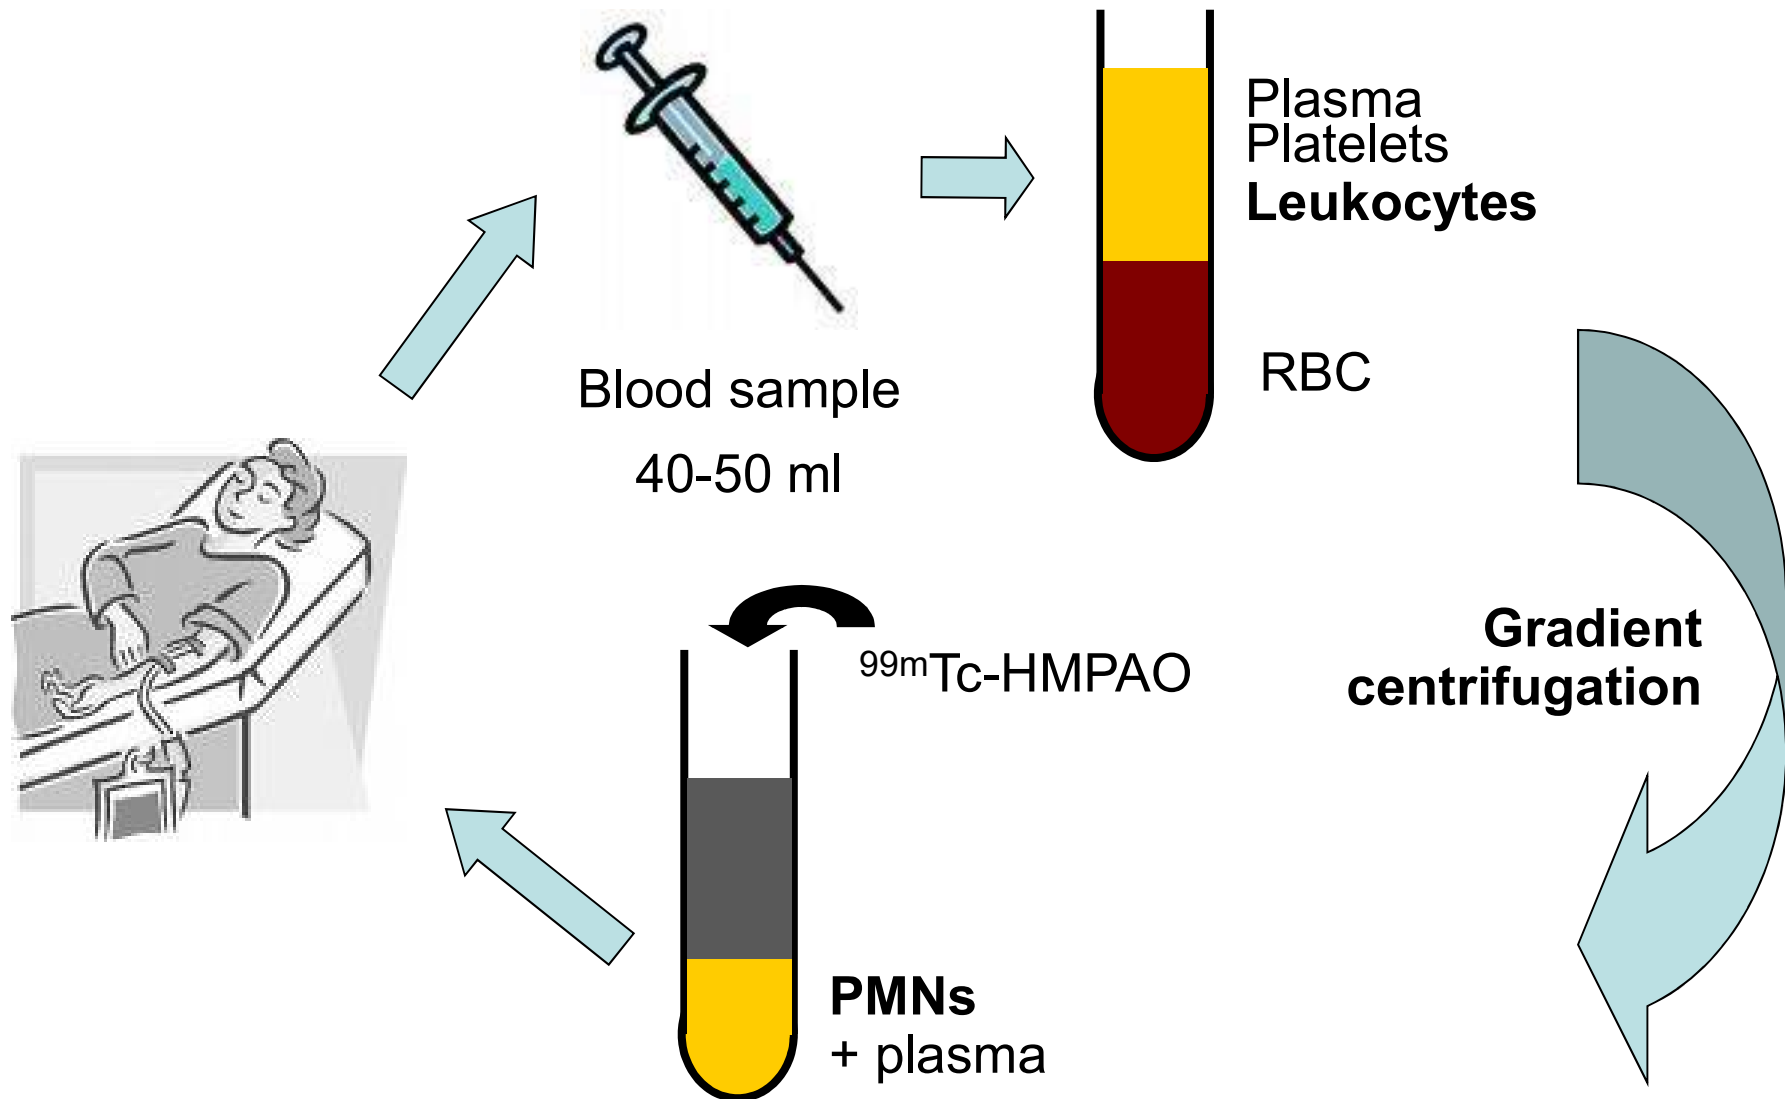 Plasma
Platelets
Leukocytes
RBC
Blood sample
40-50 ml
Gradient
centrifugation
99mTc-HMPAO
PMNs
+ plasma